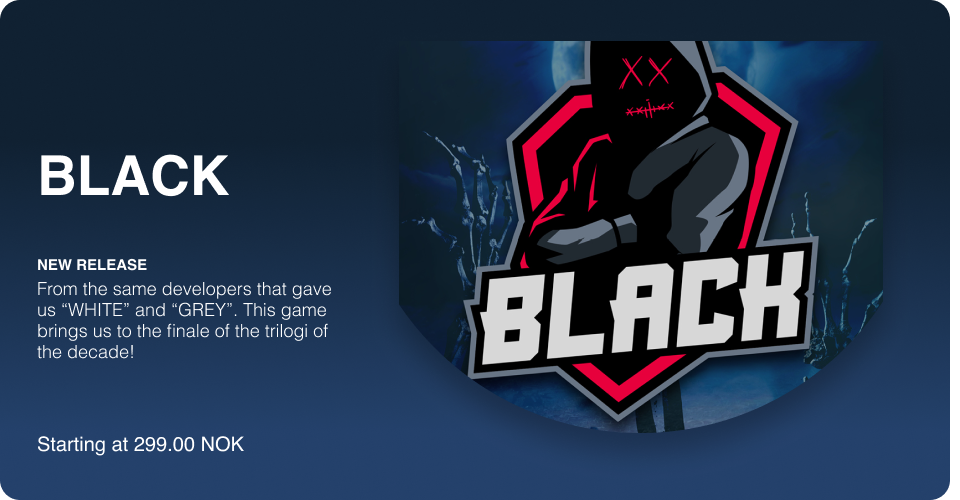 BLACK
NEW RELEASE
From the same developers that gave
us “WHITE” and “GREY”. This game
brings us to the finale of the trilogi of
the decade!
Starting at 299.00 NOK
BLACK